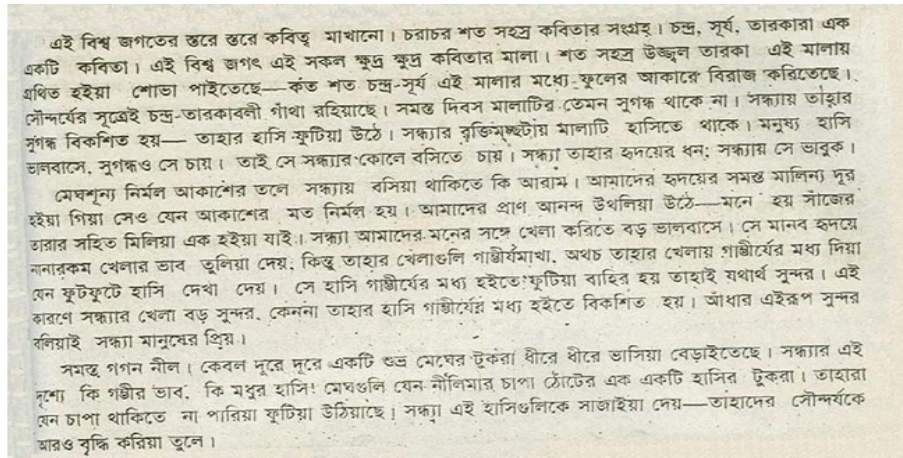 এই বিশ্ব জগতের স্তরে স্তরে কবিত্ব মাখানো। চরাচর শত সহস্র কবিতার সংগ্রহ। চন্দ্র, সূর্য, তারকারা এক
একটি কবিতা। এই বিশ্ব জগৎ এই সকল ক্ষুদ্র ক্ষুদ্র কবিতার মালা। শত সহস্র উজ্জ্বল তারকা এই মালায়
গ্রথিত হইয়া শোভা পাইতেছে—কত শত চন্দ্র-সূর্য এই মালার মধ্যে ফুলের আকারে বিরাজ করিতেছে।
সৌন্দর্যের সূত্রেই চন্দ্র-তারকাবলী গাঁথা রহিয়াছে। সমস্ত দিবস মালাটির তেমন সুগন্ধ থাকে না। সন্ধ্যায় তাহার
সুগন্ধ বিকশিত হয়— তাহার হাসি ফুটিয়া উঠে। সন্ধ্যার রক্তিমচ্ছটায় মালাটি হাসিতে থাকে। মনুষ্য হাসি
ভালবাসে, সুগন্ধও সে চায়। তাই সে সন্ধ্যার কোলে বসিতে চায়। সন্ধ্যা তাহার হৃদয়ের ধন; সন্ধ্যায় সে ভাবুক।
মেঘশূন্য নির্মল আকাশের তলে সন্ধ্যায় বসিয়া থাকিতে কি আরাম। আমাদের হৃদয়ের সমস্ত মালিন্য দূর
হইয়া গিয়া সেও যেন আকাশের মত নির্মল হয়। আমাদের প্রাণ আনন্দ উথলিয়া উঠে—মনে হয় সাঁজের
তারার সহিত মিলিয়া এক হইয়া যাই। সন্ধ্যা আমাদের মনের সঙ্গে খেলা করিতে বড় ভালবাসে। সে মানব হৃদয়ে
নানারকম খেলার ভাব তুলিয়া দেয়; কিন্তু তাহার খেলাগুলি গাম্ভীর্যমাখা, অথচ তাহার খেলায় গাম্ভীর্যের মধ্য দিয়া
যেন ফুটফুটে হাসি দেখা দেয়। সে হাসি গাম্ভীর্যের মধ্য হইতে ফুটিয়া বাহির হয় তাহাই যথার্থ সুন্দর। এই
কারণে সন্ধ্যার খেলা বড় সুন্দর, কেননা তাহার হাসি গাম্ভীর্যের মধ্য হইতে বিকশিত হয়। আঁধার এইরূপ সুন্দর
বলিয়াই সন্ধ্যা মানুষের প্রিয়।
সমস্ত গগন নীল। কেবল দূরে দূরে একটি শুভ্র মেঘের টুকরা ধীরে ধীরে ভাসিয়া বেড়াইতেছে। সন্ধ্যার এই
দৃশ্যে কি গম্ভীর ভাব, কি মধুর হাসি! মেঘগুলি যেন নীলিমার চাপা ঠোঁটের এক একটি হাসির টুকরা। তাহারা
যেন চাপা থাকিতে না পারিয়া ফুটিয়া উঠিয়াছে। সন্ধ্যা এই হাসিগুলিকে সাজাইয়া দেয়—তাহাদের সৌন্দর্যকে
আরও বৃদ্ধি করিয়া তুলে।